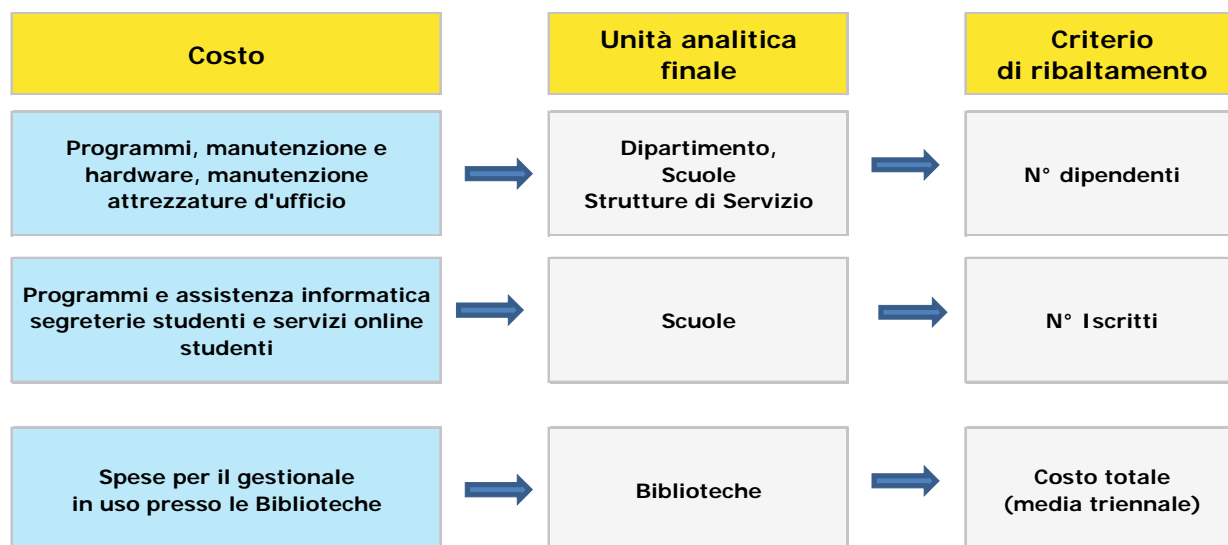 Costo
Unità analitica
finale
Criterio
di ribaltamento
Programmi, manutenzione e
hardware, manutenzione
attrezzature d'ufficio
Dipartimento,
Scuole
Strutture di Servizio
N° dipendenti
Programmi e assistenza informatica
segreterie studenti e servizi online
studenti
Scuole
N° Iscritti
Spese per il gestionale
in uso presso le Biblioteche
Biblioteche
Costo totale
(media triennale)